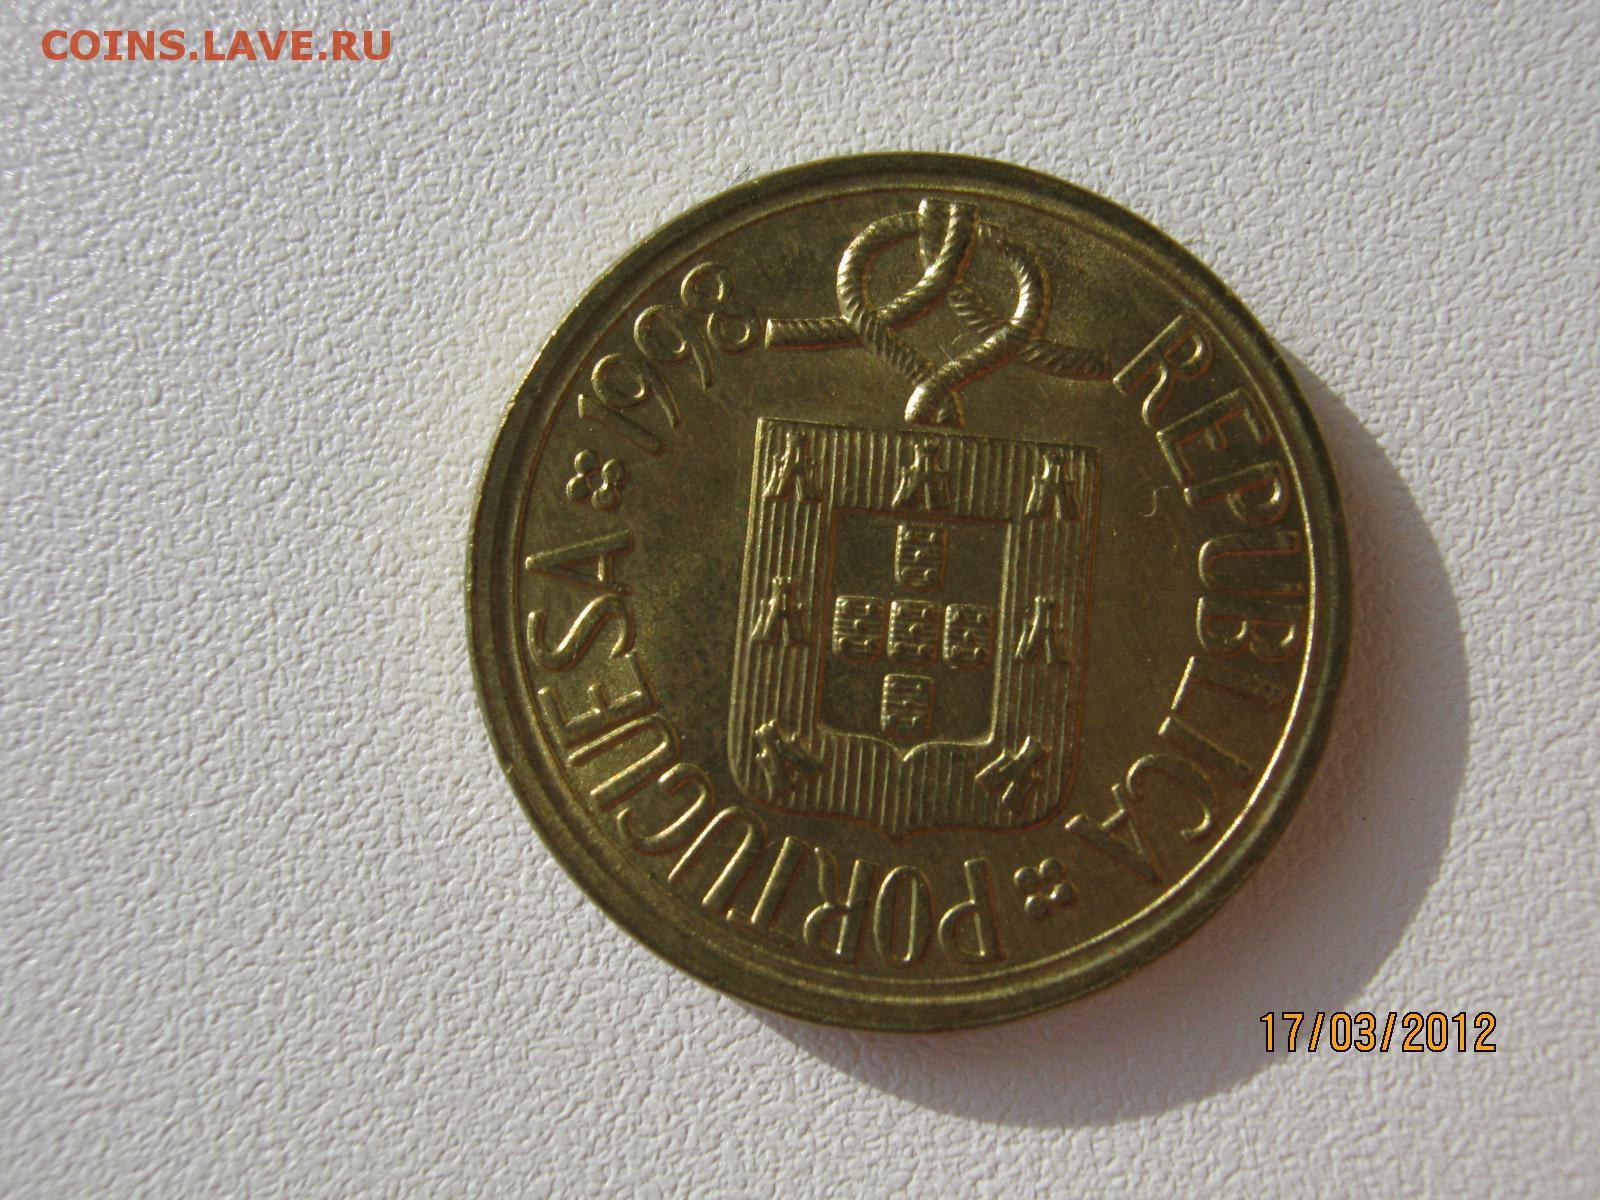 COINS.LAVE.RU
1998 REPUBLICA PORTUGUESA
17/03/2012